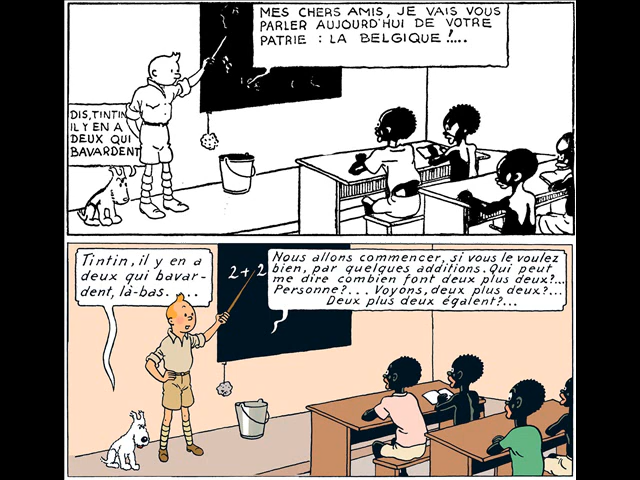 MES CHERS AMIS, JE VAIS VOUS
PARLER AUJOURD'HUI DE VOTRE
PATRIE : LA BELGIQUE !....
DIS, TINTIN
IL Y EN A
DEUX QUI
BAVARDENT
Tintin, il y en a
deux qui bavar-
dent, là-bas. . . .
2+2
Nous allons commencer, si vous le voulez
bien, par quelques additions. Qui peut
me dire combien font deux plus deux?...
Personne?.... Voyons, deux plus deux?...
Deux plus deux égalent?...